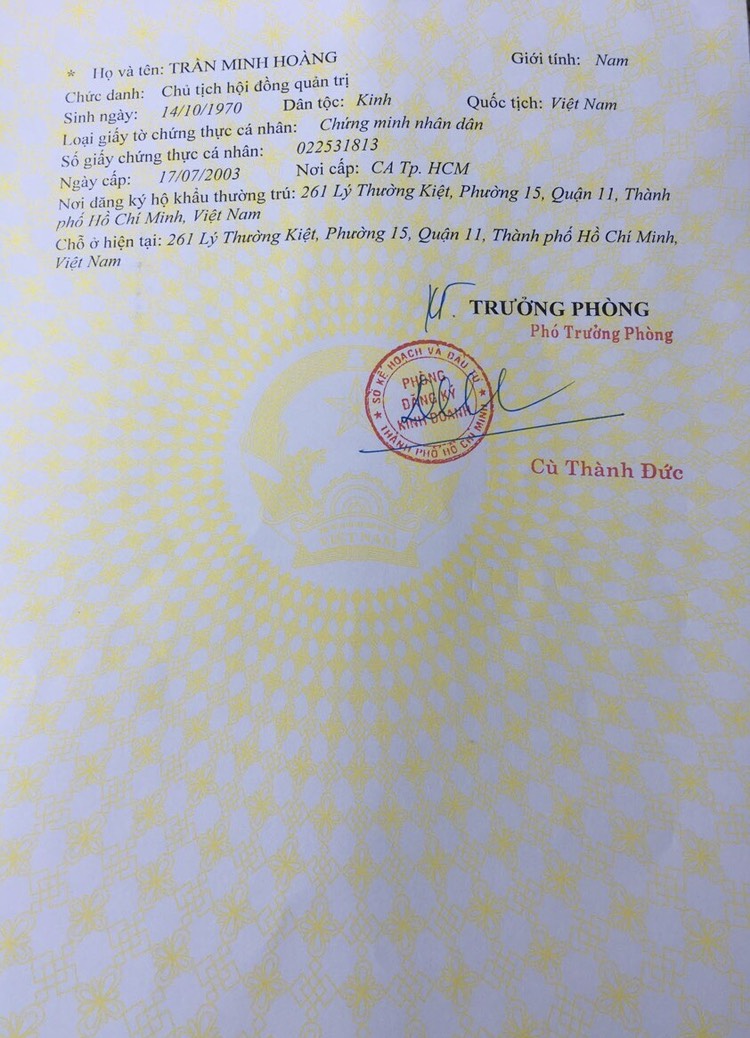 * Họ và tên: TRẦN MINH HOÀNG Giới tính: Nam
Chức danh: Chủ tịch hội đồng quản trị
Sinh ngày: 14/10/1970 Dân tộc: Kinh Quốc tịch: Việt Nam
Loại giấy tờ chứng thực cá nhân: Chứng minh nhân dân
Số giấy chứng thực cá nhân: 022531813
Ngày cấp: 17/07/2003 Nơi cấp: CA Tp. HCM
Nơi đăng ký hộ khẩu thường trú: 261 Lý Thường Kiệt, Phường 15, Quận 11, Thành
phố Hồ Chí Minh, Việt Nam
Chỗ ở hiện tại: 261 Lý Thường Kiệt, Phường 15, Quận 11, Thành phố Hồ Chí Minh,
Việt Nam
KT. TRƯỞNG PHÒNG
Phó Trưởng Phòng
SỞ KẾ HOẠCH VÀ ĐẦU TƯ
PHÒNG
ĐĂNG KÝ
KINH DOANH
THÀNH PHỐ HỒ CHÍ MINH
Cù Thành Đức
VIỆT NAM